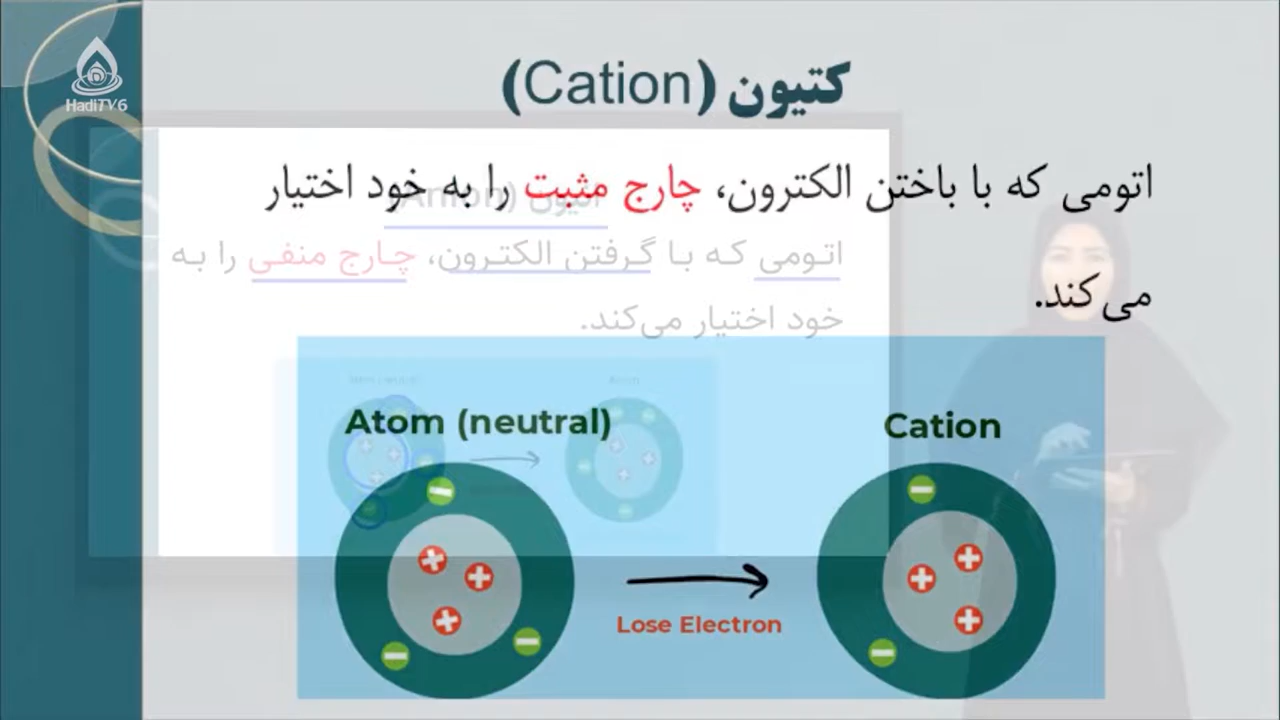 HadiTV6
کتیون (Cation)
اتومی که با باختن الکترون، چارج مثبت را به خود اختیار
می‌کند.
انیون (Anion)
اتومی که با گرفتن الکترون، چارج منفی را به
خود اختیار می‌کند.
Atom (neutral)
Cation
Lose Electron